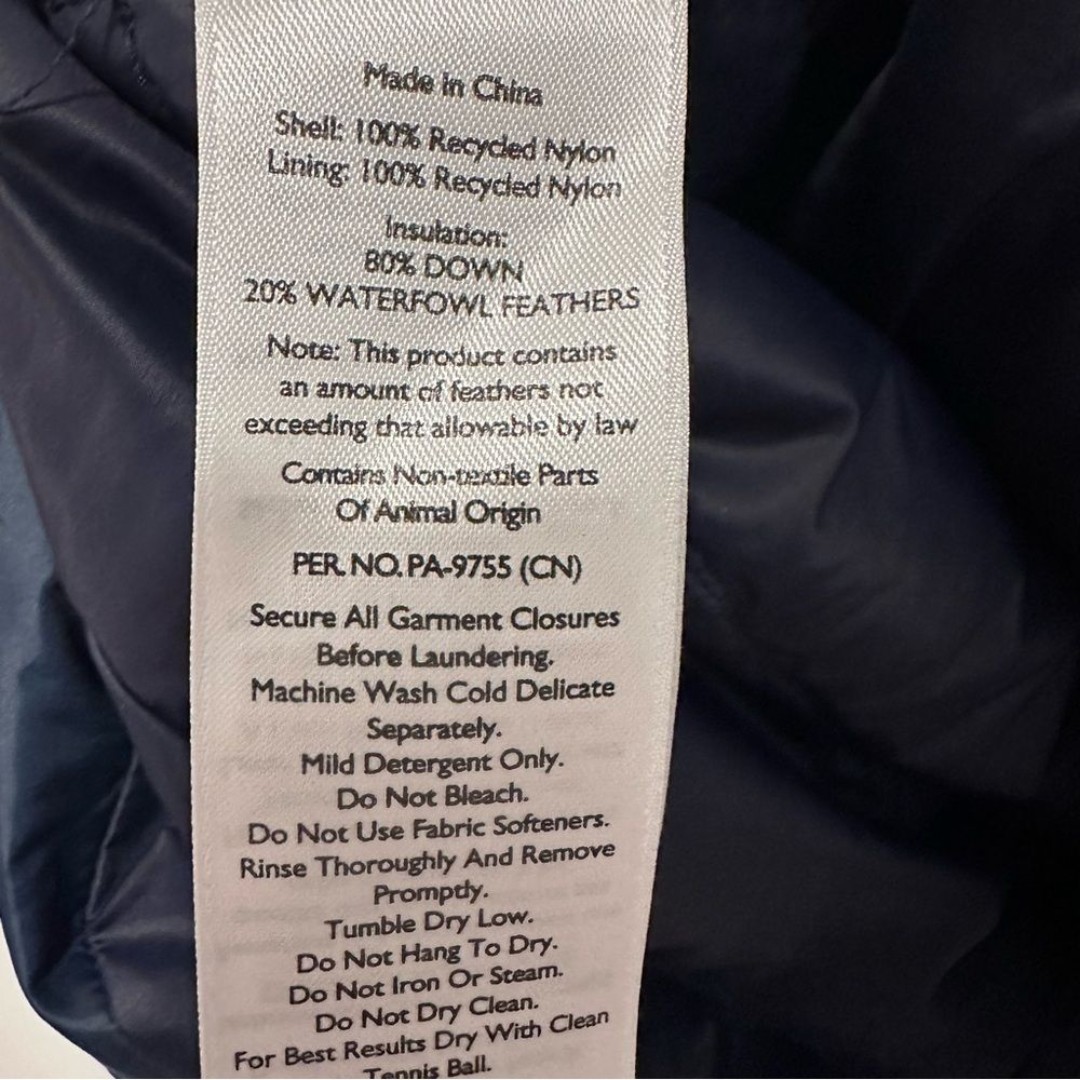 Made in China
Shell: 100% Recycled Nylon
Lining: 100% Recycled Nylon
Insulation:
80% DOWN
20% WATERFOWL FEATHERS
Note: This product contains
an amount of feathers not
exceeding that allowable by law
Contains Non-textile Parts
Of Animal Origin
PER. NO. PA-9755 (CN)
Secure All Garment Closures
Before Laundering.
Machine Wash Cold Delicate
Separately.
Mild Detergent Only.
Do Not Bleach.
Do Not Use Fabric Softeners.
Rinse Thoroughly And Remove
Promptly.
Tumble Dry Low.
Do Not Hang To Dry.
Do Not Iron Or Steam.
Do Not Dry Clean.
For Best Results Dry With Clean
Tennis Ball.